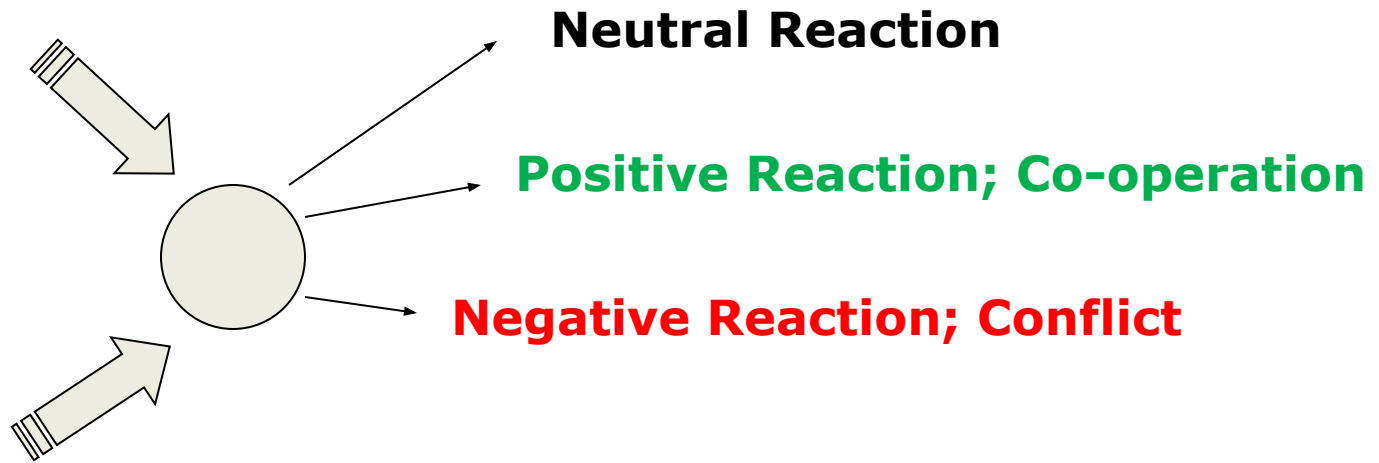 Neutral Reaction
Positive Reaction; Co-operation
Negative Reaction; Conflict